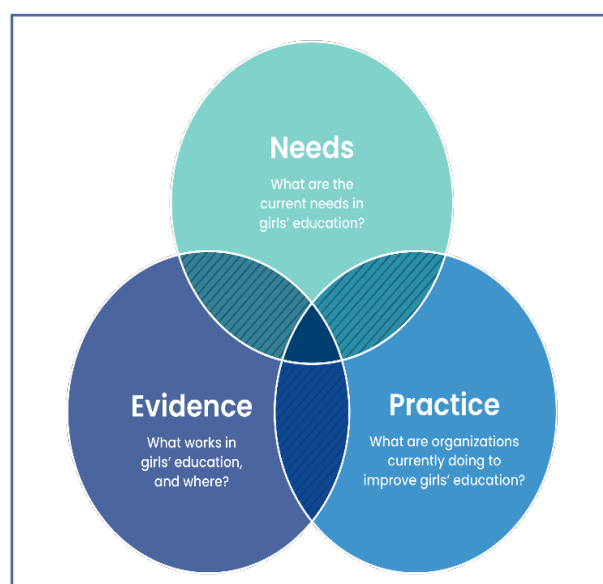 Needs
What are the
current needs in
girls’ education?
Evidence
What works in
girls’ education,
and where?
Practice
What are organizations
currently doing to
improve girls’ education?